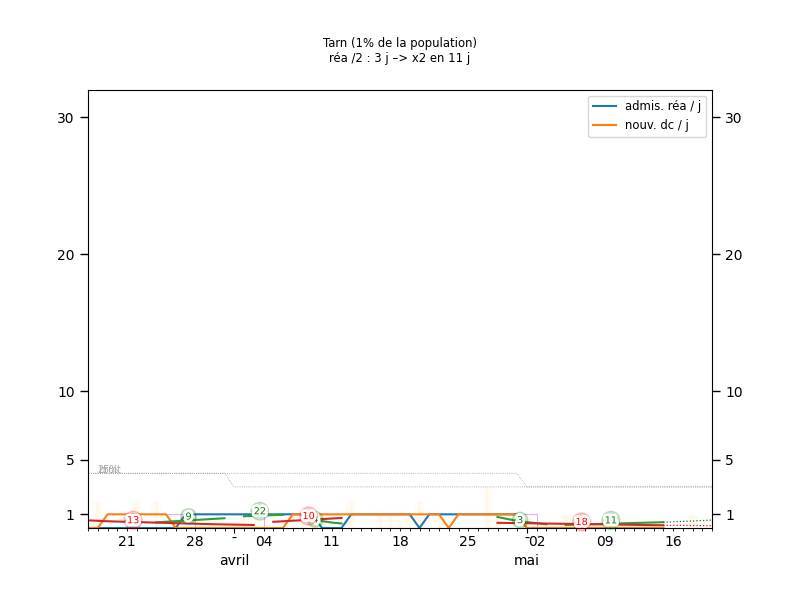 Tarn (1% de la population)
réa /2 : 3 j –> x2 en 11 j
admis. réa / j
nouv. dc / j
30 30
20 20
10 10
5 5
1 1
13 9 22 10 3 18 11
21 28 04 11 18 25 02 09 16
- -
avril mai